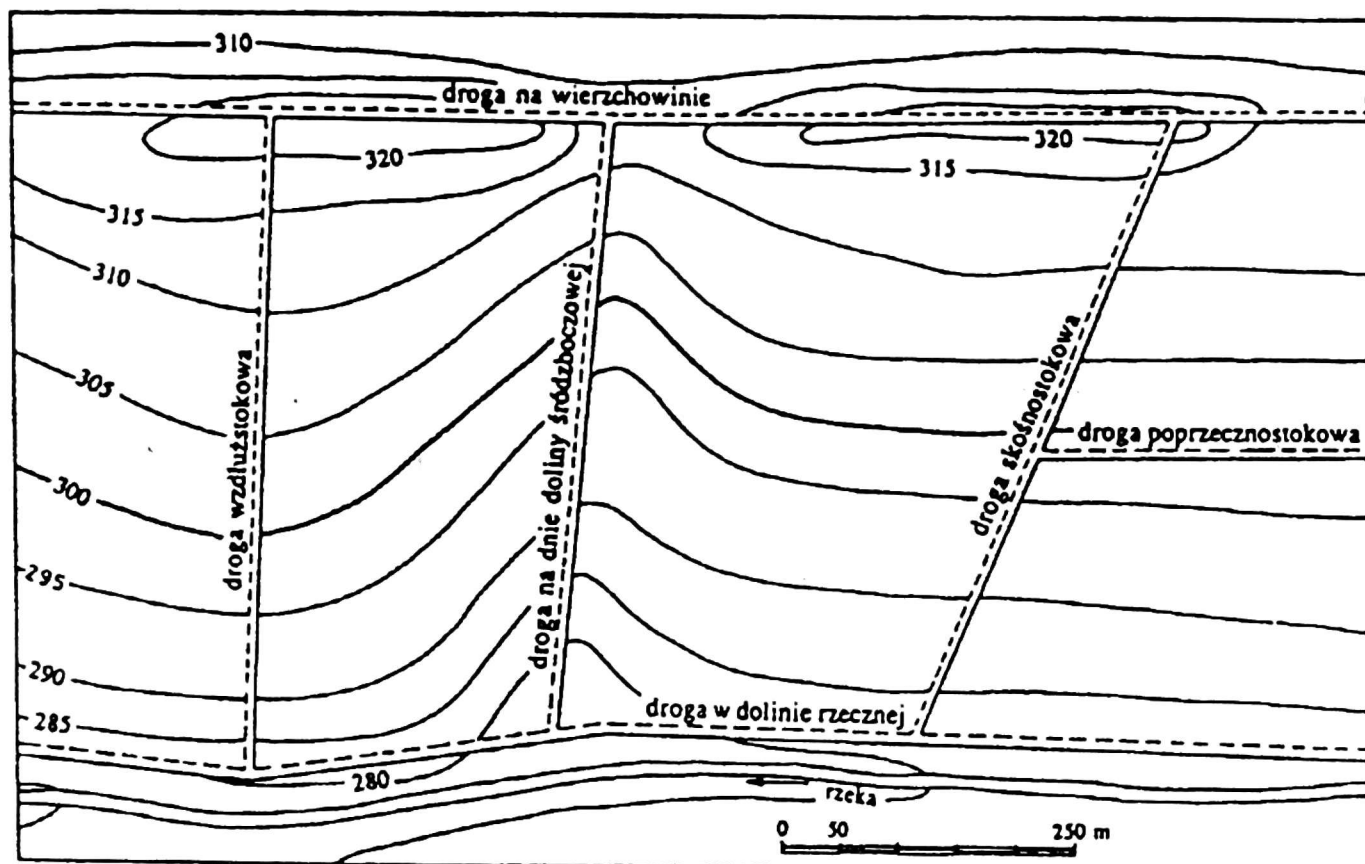 310
droga na wierzchowinie
320
320
315
315
310
305
300
295
290
285
280
droga wzdłużstokowa
droga na dnie doliny śródzboczowej
droga skośnostokowa
droga poprzecznostokowa
droga w dolinie rzecznej
rzeka
0 50 250 m